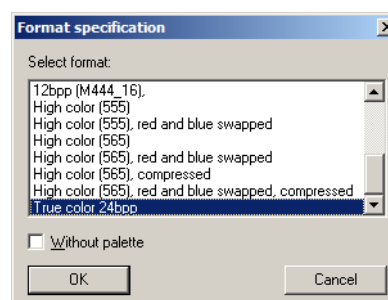 Format specification
Select format:
12bpp (M444_16),
High color (555)
High color (555), red and blue swapped
High color (565)
High color (565), red and blue swapped
High color (565), compressed
High color (565), red and blue swapped, compressed
True color 24bpp
Without palette
OK
Cancel